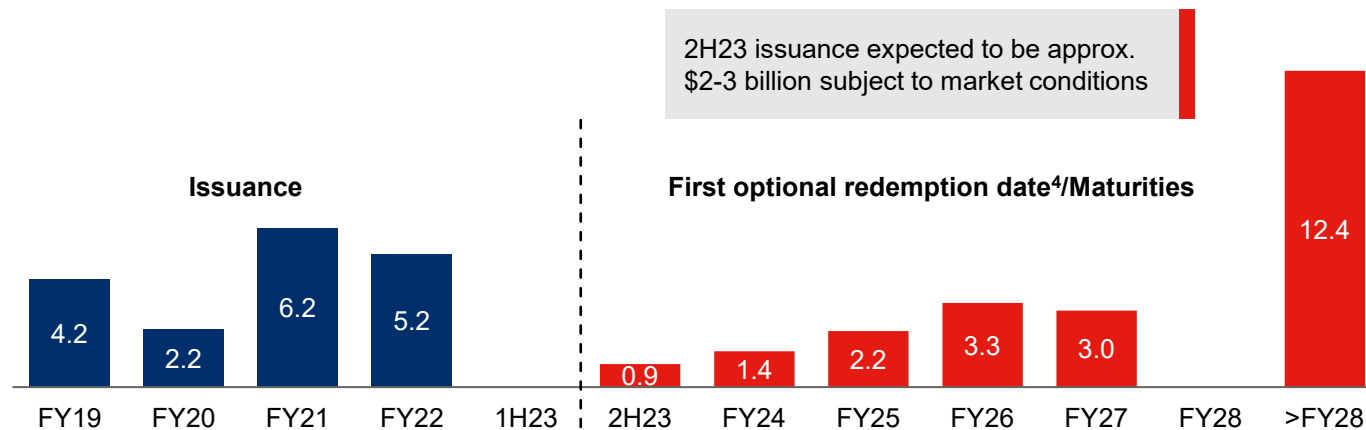 2H23 issuance expected to be approx.
$2-3 billion subject to market conditions
Issuance
First optional redemption date⁴/Maturities
4.2
2.2
6.2
5.2
0.9
1.4
2.2
3.3
3.0
12.4
FY19
FY20
FY21
FY22
1H23
2H23
FY24
FY25
FY26
FY27
FY28
>FY28